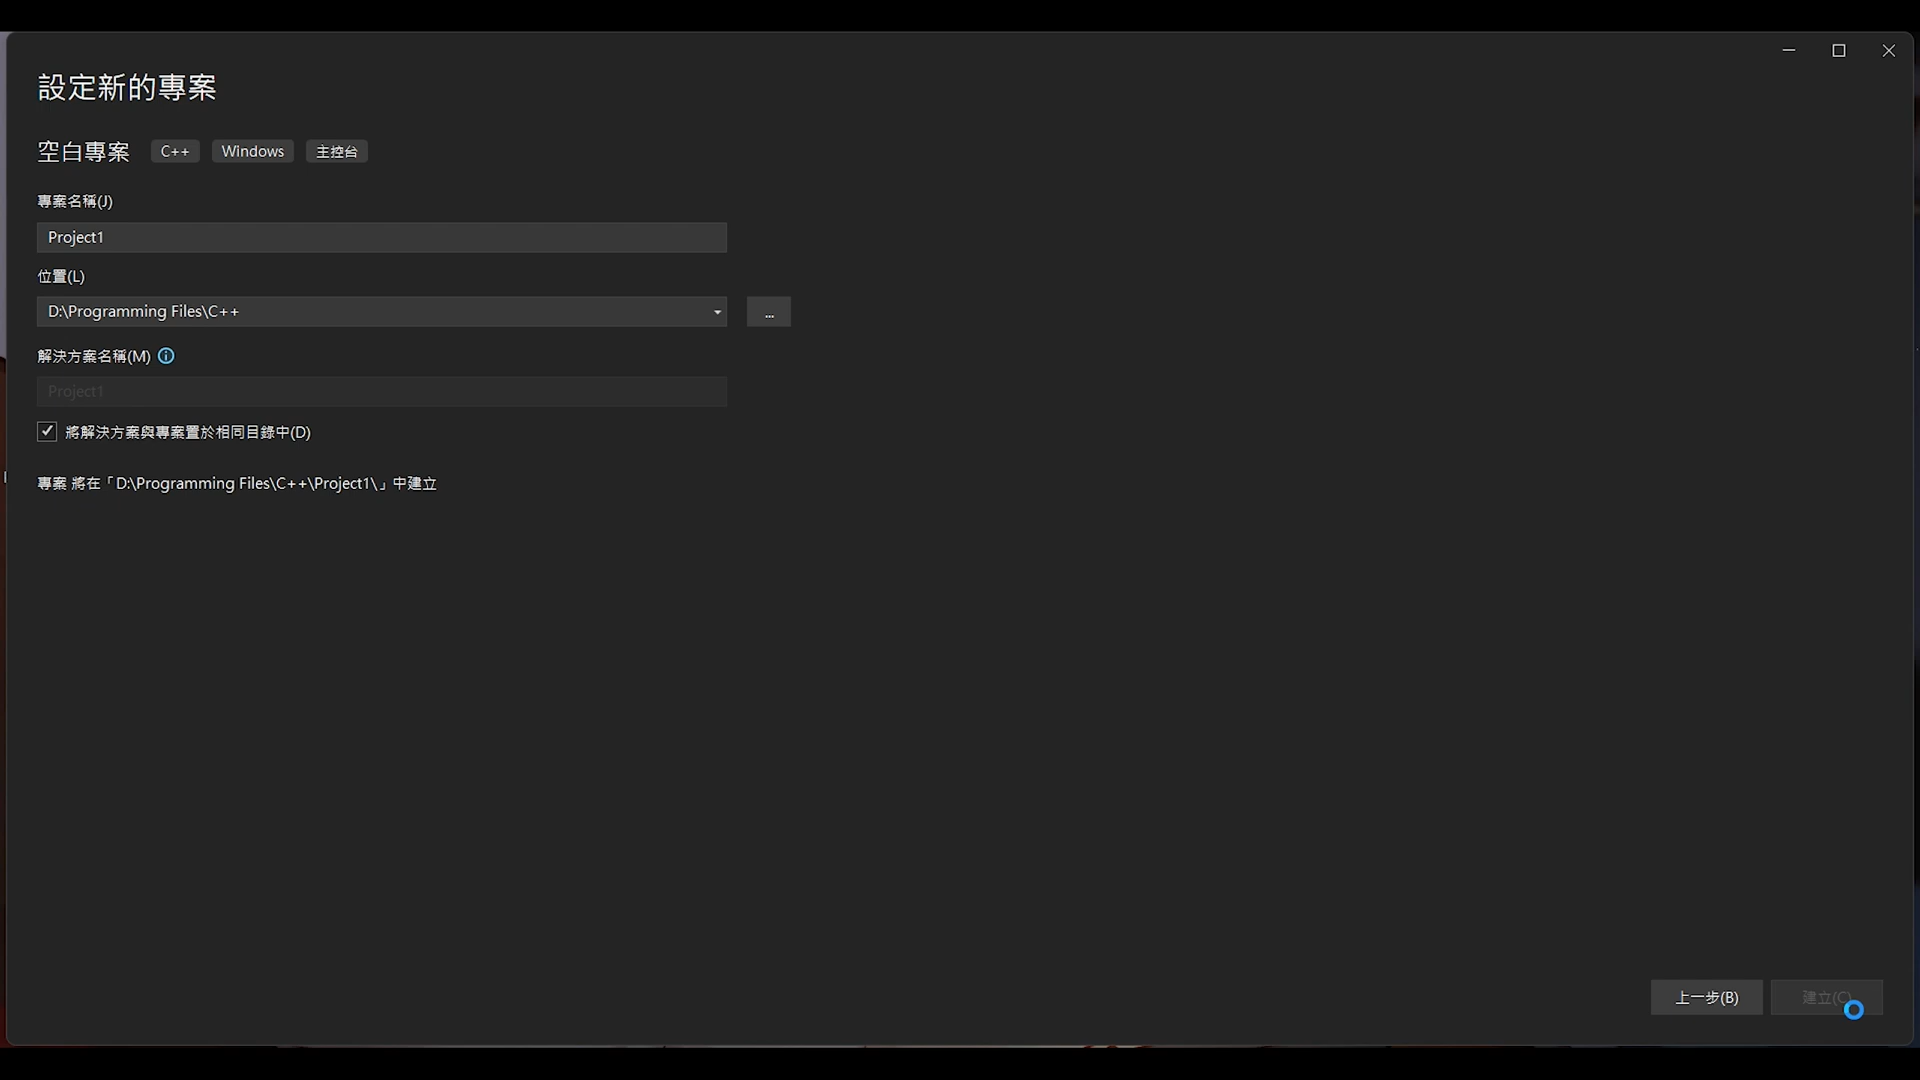 設定新的專案
空白專案 C++ Windows 主控台
專案名稱(J)
Project1
位置(L)
D:\Programming Files\C++
...
解決方案名稱(M)
Project1
將解決方案與專案置於相同目錄中(D)
專案 將在「D:\Programming Files\C++\Project1\」中建立
上一步(B) 建立(C)